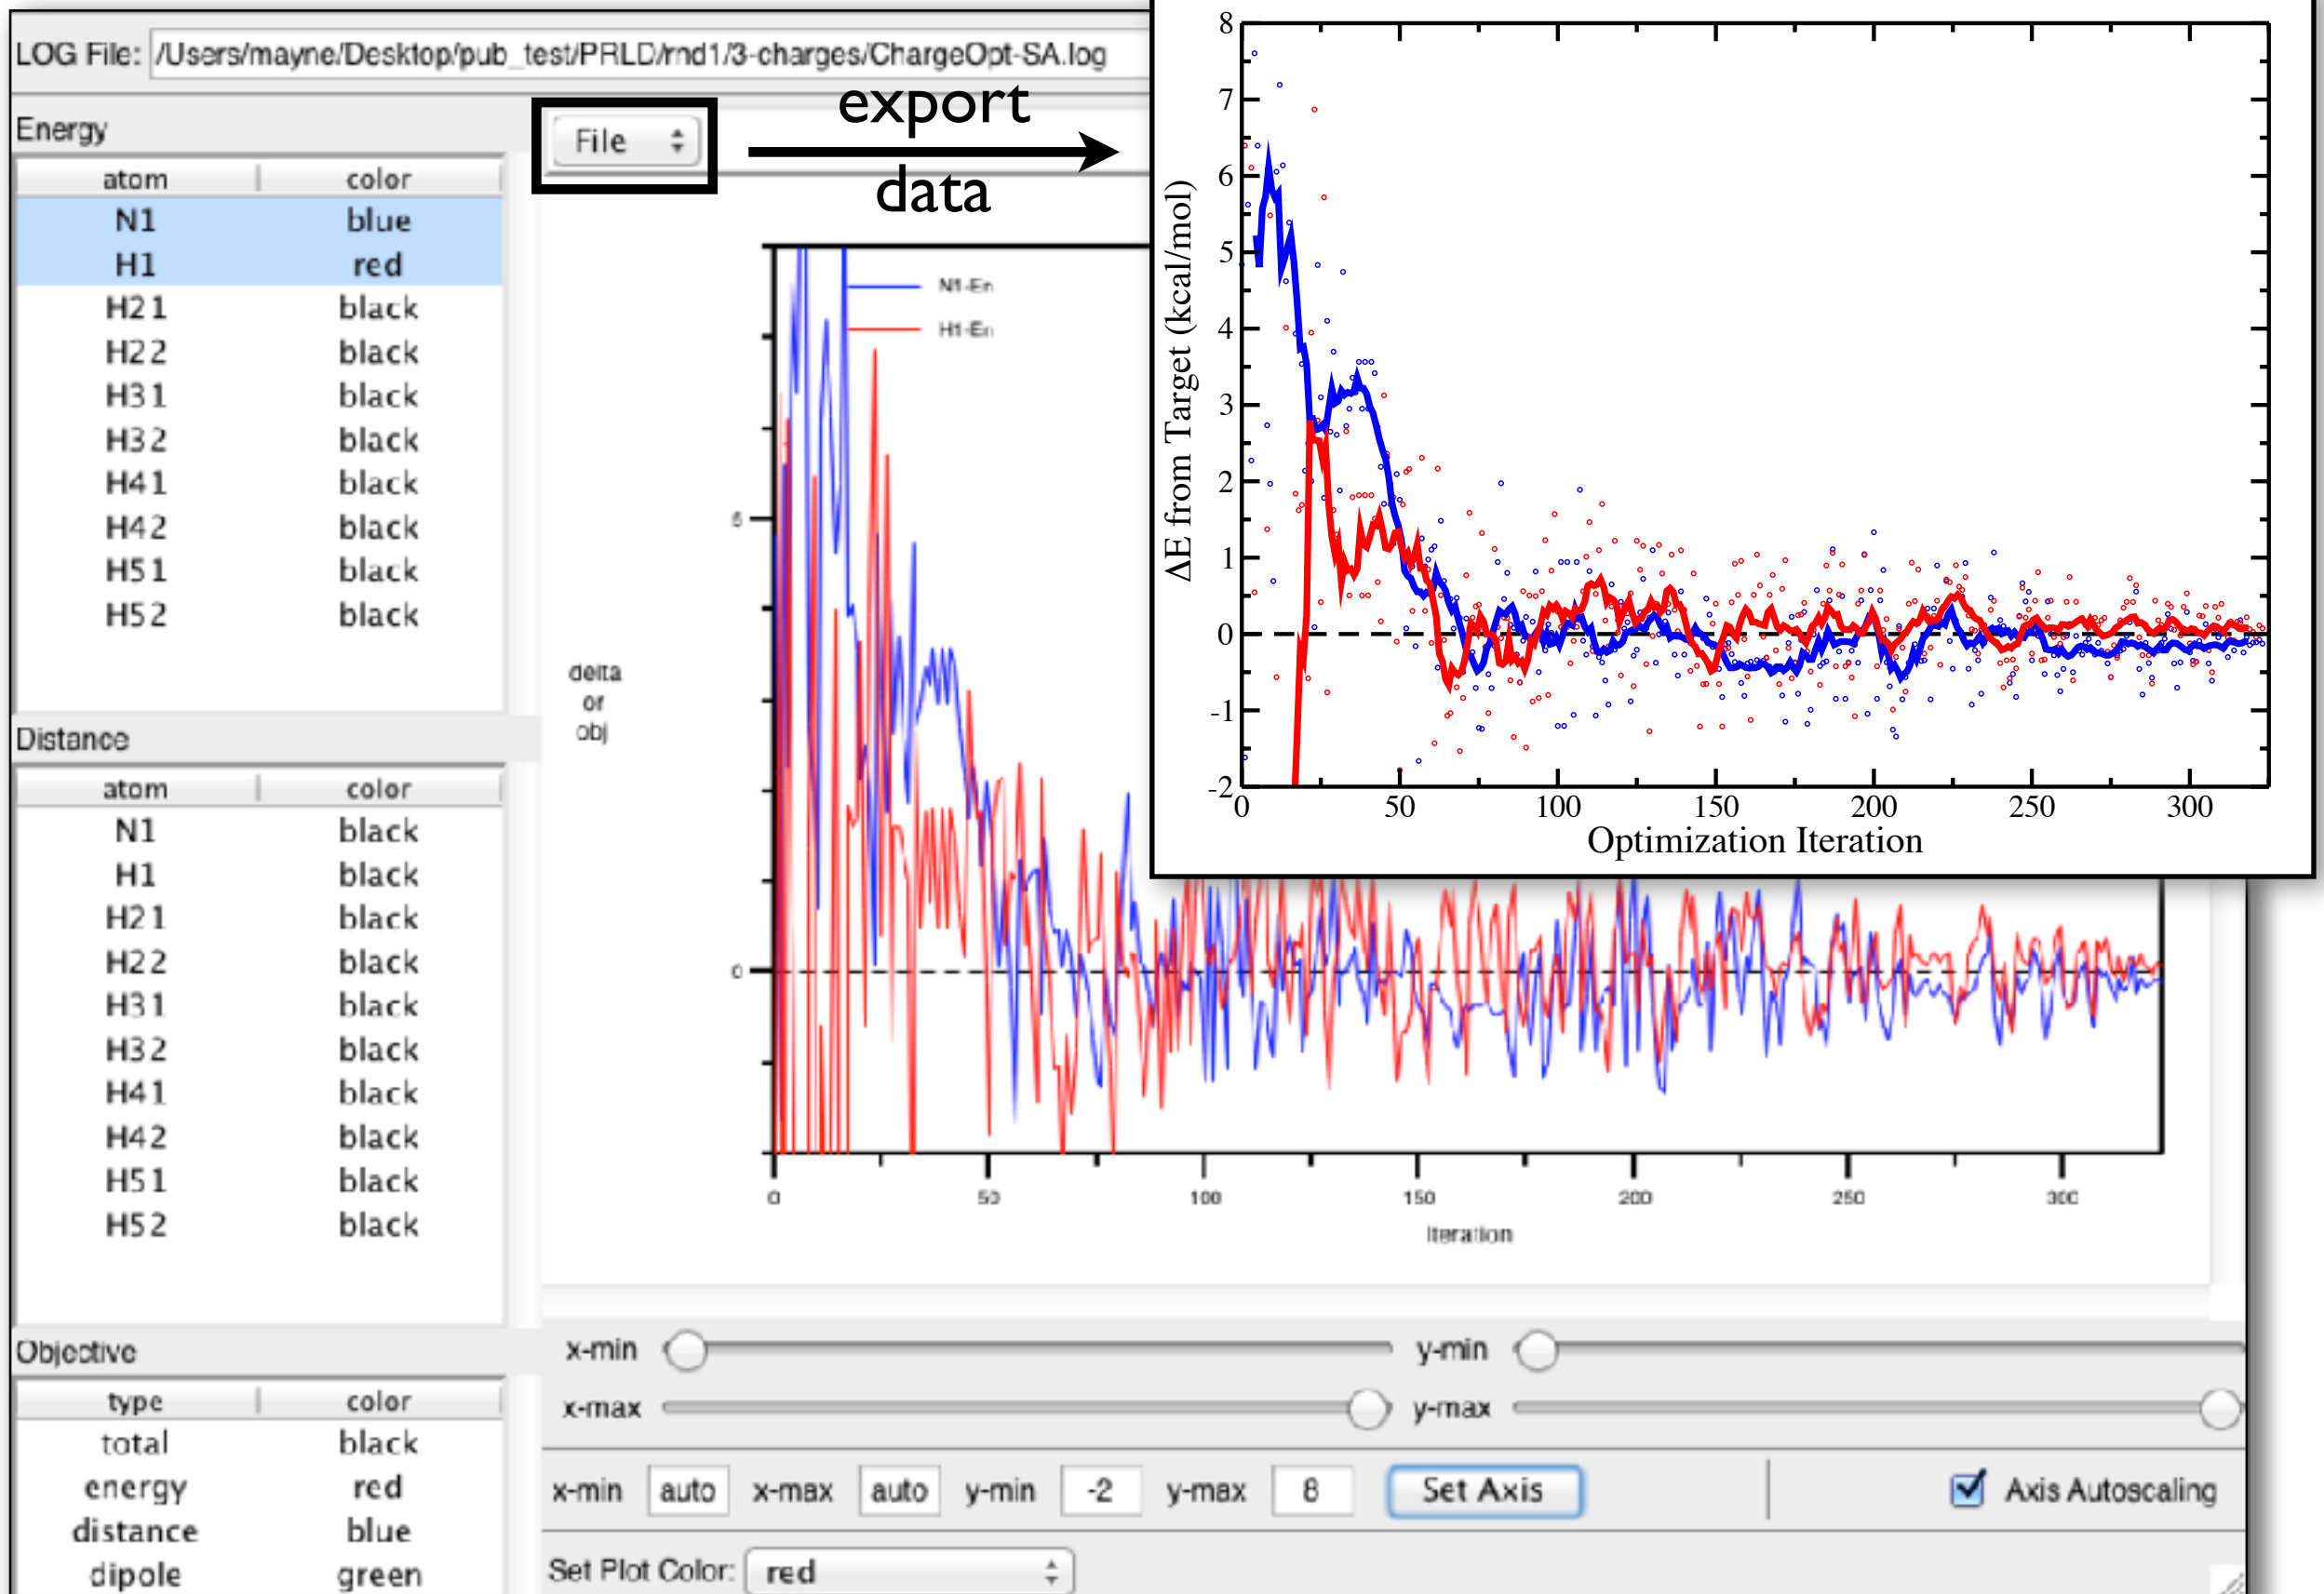 LOG File: /Users/mayne/Desktop/pub_test/PRLD/rnd1/3-charges/ChargeOpt-SA.log
Energy
atom color
N1 blue
H1 red
H21 black
H22 black
H31 black
H32 black
H41 black
H42 black
H51 black
H52 black
Distance
atom color
N1 black
H1 black
H21 black
H22 black
H31 black
H32 black
H41 black
H42 black
H51 black
H52 black
Objective
type color
total black
energy red
distance blue
dipole green
File
export
data
N1-En
H1-En
5
0
delta
or
obj
0 50 100 150 200 250 300
Iteration
8
7
6
5
4
3
2
1
0
-1
-2
ΔE from Target (kcal/mol)
0 50 100 150 200 250 300
Optimization Iteration
x-min y-min
x-max y-max
x-min auto x-max auto y-min -2 y-max 8 Set Axis Axis Autoscaling
Set Plot Color: red